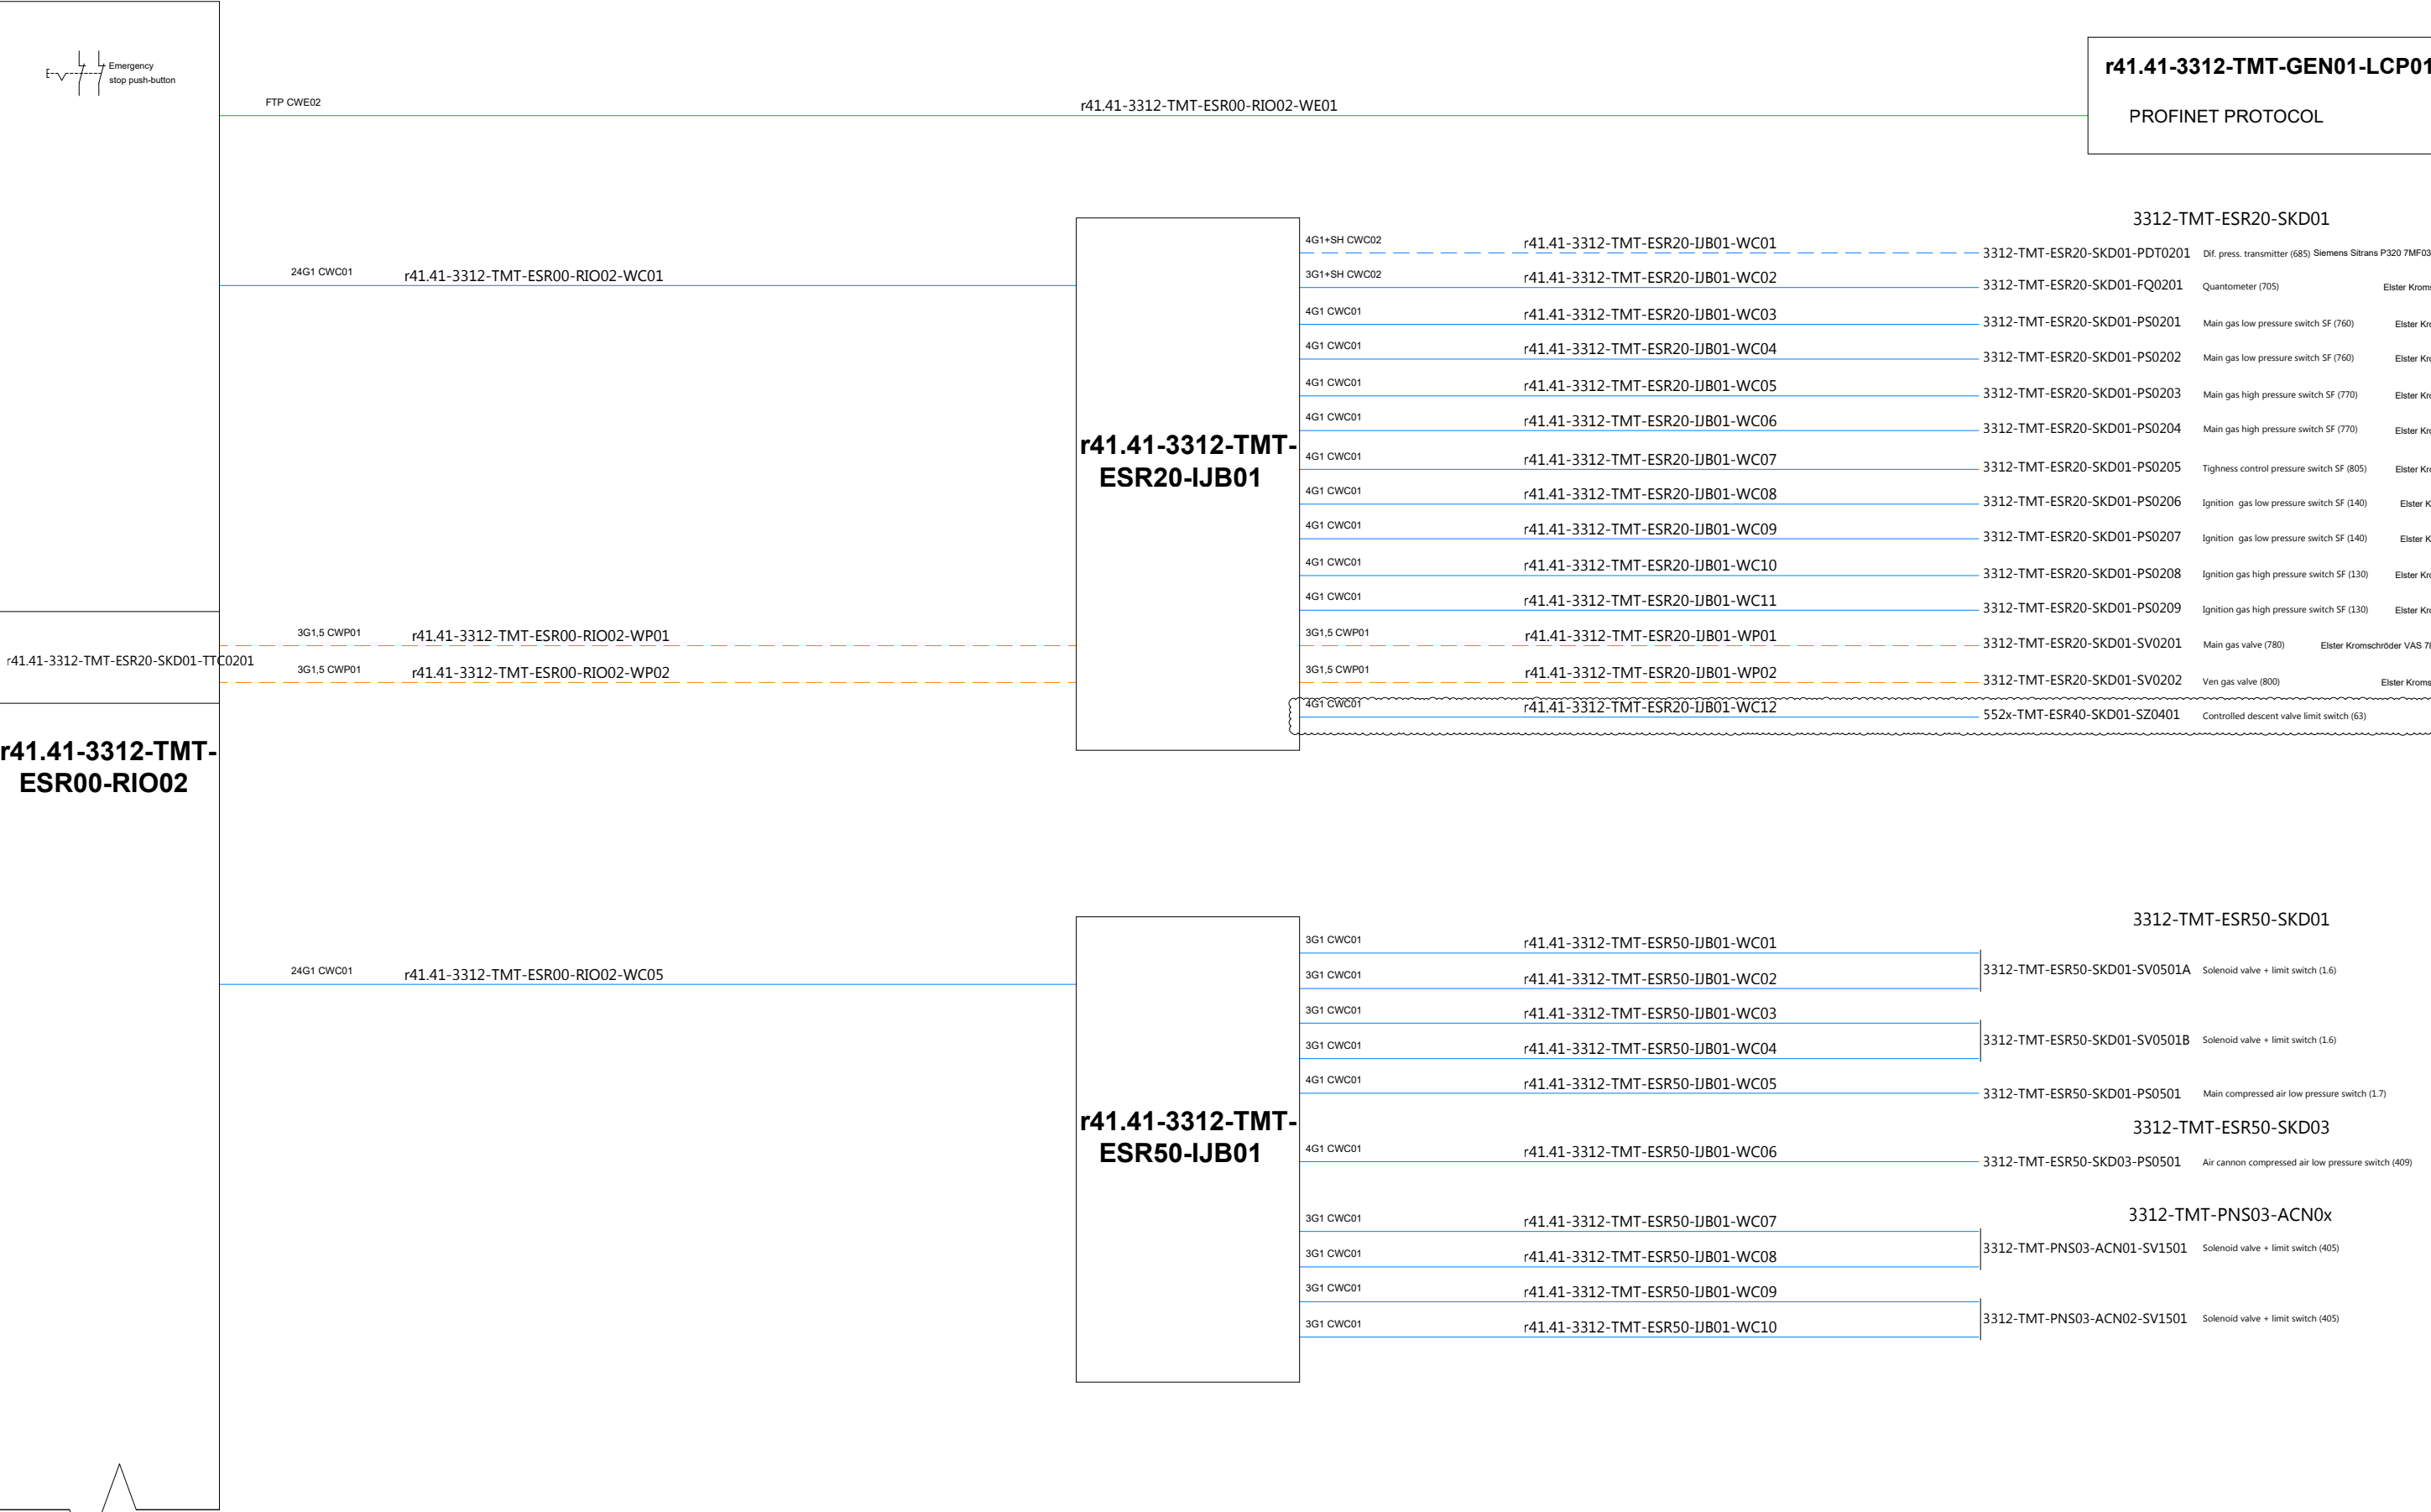 Emergency
stop push-button
FTP CWE02
r41.41-3312-TMT-ESR00-RIO02-WE01
r41.41-3312-TMT-GEN01-LCP01
PROFINET PROTOCOL
3312-TMT-ESR20-SKD01
4G1+SH CWC02 r41.41-3312-TMT-ESR20-IJB01-WC01 3312-TMT-ESR20-SKD01-PDT0201 Dif. press. transmitter (685) Siemens Sitrans P320 7MF03
24G1 CWC01 r41.41-3312-TMT-ESR00-RIO02-WC01
3G1+SH CWC02 r41.41-3312-TMT-ESR20-IJB01-WC02 3312-TMT-ESR20-SKD01-FQ0201 Quantometer (705) Elster Kroms
4G1 CWC01 r41.41-3312-TMT-ESR20-IJB01-WC03 3312-TMT-ESR20-SKD01-PS0201 Main gas low pressure switch SF (760) Elster Kro
4G1 CWC01 r41.41-3312-TMT-ESR20-IJB01-WC04 3312-TMT-ESR20-SKD01-PS0202 Main gas low pressure switch SF (760) Elster Kro
4G1 CWC01 r41.41-3312-TMT-ESR20-IJB01-WC05 3312-TMT-ESR20-SKD01-PS0203 Main gas high pressure switch SF (770) Elster Kro
4G1 CWC01 r41.41-3312-TMT-ESR20-IJB01-WC06 3312-TMT-ESR20-SKD01-PS0204 Main gas high pressure switch SF (770) Elster Kro
r41.41-3312-TMT-
ESR20-IJB01
4G1 CWC01 r41.41-3312-TMT-ESR20-IJB01-WC07 3312-TMT-ESR20-SKD01-PS0205 Tighness control pressure switch SF (805) Elster Kro
4G1 CWC01 r41.41-3312-TMT-ESR20-IJB01-WC08 3312-TMT-ESR20-SKD01-PS0206 Ignition gas low pressure switch SF (140) Elster K
4G1 CWC01 r41.41-3312-TMT-ESR20-IJB01-WC09 3312-TMT-ESR20-SKD01-PS0207 Ignition gas low pressure switch SF (140) Elster K
4G1 CWC01 r41.41-3312-TMT-ESR20-IJB01-WC10 3312-TMT-ESR20-SKD01-PS0208 Ignition gas high pressure switch SF (130) Elster Kro
4G1 CWC01 r41.41-3312-TMT-ESR20-IJB01-WC11 3312-TMT-ESR20-SKD01-PS0209 Ignition gas high pressure switch SF (130) Elster Kro
3G1,5 CWP01 r41.41-3312-TMT-ESR00-RIO02-WP01 3G1,5 CWP01 r41.41-3312-TMT-ESR20-IJB01-WP01 3312-TMT-ESR20-SKD01-SV0201 Main gas valve (780) Elster Kromschröder VAS 78
r41.41-3312-TMT-ESR20-SKD01-TTC0201
3G1,5 CWP01 r41.41-3312-TMT-ESR00-RIO02-WP02 3G1,5 CWP01 r41.41-3312-TMT-ESR20-IJB01-WP02 3312-TMT-ESR20-SKD01-SV0202 Ven gas valve (800) Elster Kroms
4G1 CWC01 r41.41-3312-TMT-ESR20-IJB01-WC12 552x-TMT-ESR40-SKD01-SZ0401 Controlled descent valve limit switch (63)
r41.41-3312-TMT-
ESR00-RIO02
3312-TMT-ESR50-SKD01
3G1 CWC01 r41.41-3312-TMT-ESR50-IJB01-WC01
24G1 CWC01 r41.41-3312-TMT-ESR00-RIO02-WC05
3312-TMT-ESR50-SKD01-SV0501A Solenoid valve + limit switch (1.6)
3G1 CWC01 r41.41-3312-TMT-ESR50-IJB01-WC02
3G1 CWC01 r41.41-3312-TMT-ESR50-IJB01-WC03
3312-TMT-ESR50-SKD01-SV0501B Solenoid valve + limit switch (1.6)
3G1 CWC01 r41.41-3312-TMT-ESR50-IJB01-WC04
4G1 CWC01 r41.41-3312-TMT-ESR50-IJB01-WC05 3312-TMT-ESR50-SKD01-PS0501 Main compressed air low pressure switch (1.7)
r41.41-3312-TMT-
ESR50-IJB01
3312-TMT-ESR50-SKD03
4G1 CWC01 r41.41-3312-TMT-ESR50-IJB01-WC06 3312-TMT-ESR50-SKD03-PS0501 Air cannon compressed air low pressure switch (409)
3312-TMT-PNS03-ACN0x
3G1 CWC01 r41.41-3312-TMT-ESR50-IJB01-WC07
3312-TMT-PNS03-ACN01-SV1501 Solenoid valve + limit switch (405)
3G1 CWC01 r41.41-3312-TMT-ESR50-IJB01-WC08
3G1 CWC01 r41.41-3312-TMT-ESR50-IJB01-WC09
3312-TMT-PNS03-ACN02-SV1501 Solenoid valve + limit switch (405)
3G1 CWC01 r41.41-3312-TMT-ESR50-IJB01-WC10